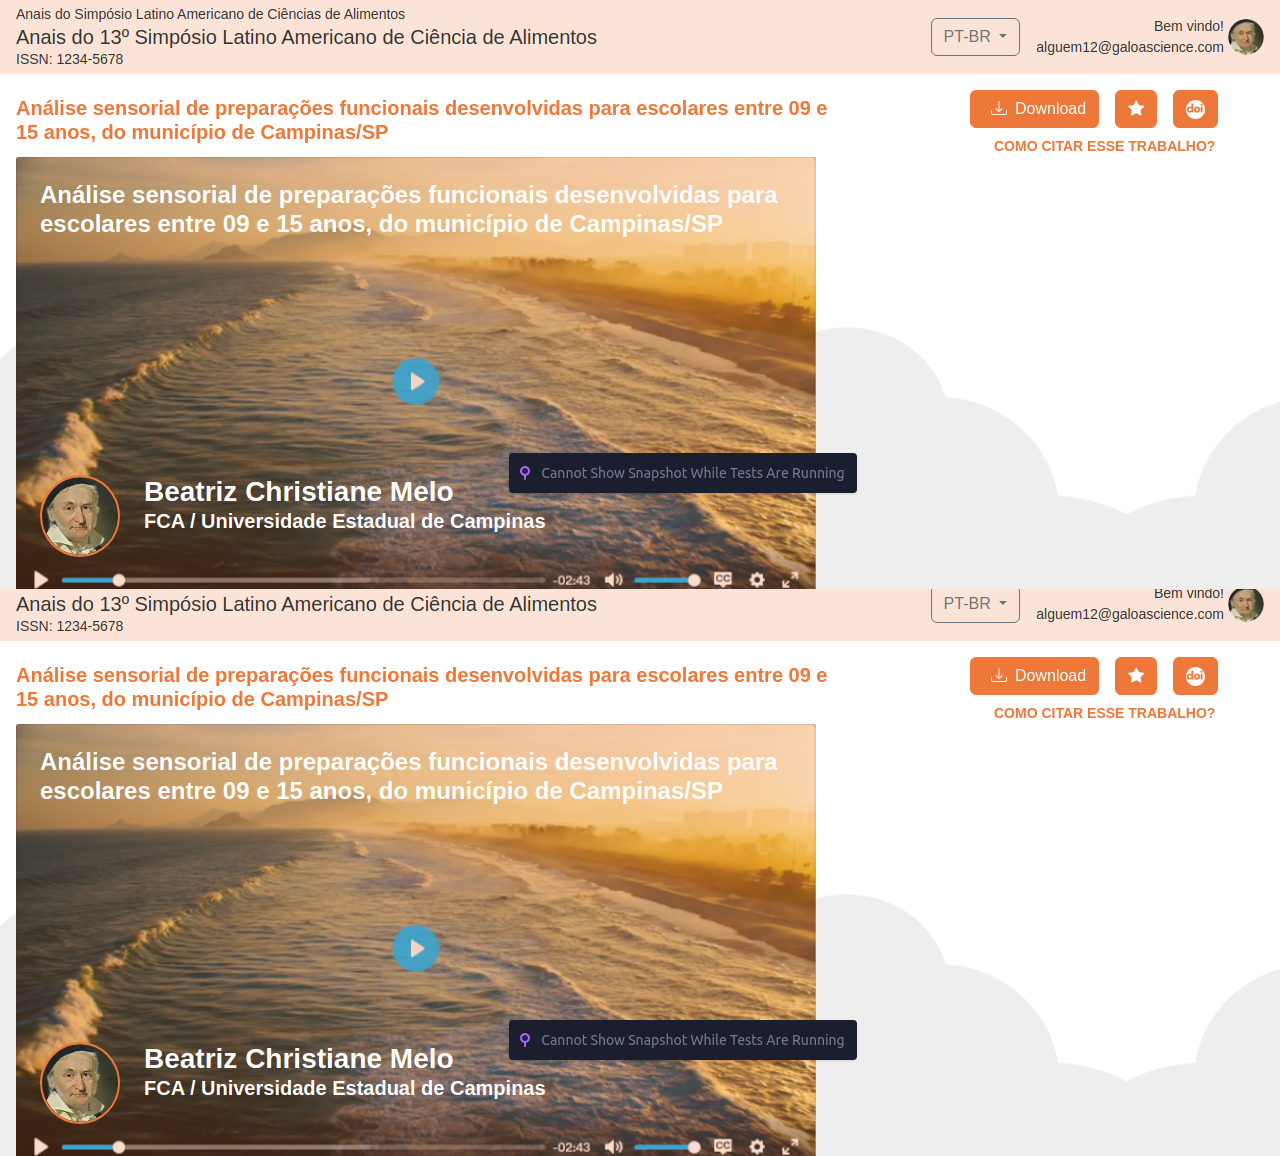 Anais do Simpósio Latino Americano de Ciências de Alimentos
Anais do 13º Simpósio Latino Americano de Ciência de Alimentos
ISSN: 1234-5678
PT-BR
Bem vindo!
alguem12@galoascience.com
Análise sensorial de preparações funcionais desenvolvidas para escolares entre 09 e
15 anos, do município de Campinas/SP
Download
doi
COMO CITAR ESSE TRABALHO?
Análise sensorial de preparações funcionais desenvolvidas para
escolares entre 09 e 15 anos, do município de Campinas/SP
Cannot Show Snapshot While Tests Are Running
Beatriz Christiane Melo
FCA / Universidade Estadual de Campinas
-02:43
CC
Anais do 13º Simpósio Latino Americano de Ciência de Alimentos
ISSN: 1234-5678
PT-BR
Bem vindo!
alguem12@galoascience.com
Análise sensorial de preparações funcionais desenvolvidas para escolares entre 09 e
15 anos, do município de Campinas/SP
Download
doi
COMO CITAR ESSE TRABALHO?
Análise sensorial de preparações funcionais desenvolvidas para
escolares entre 09 e 15 anos, do município de Campinas/SP
Cannot Show Snapshot While Tests Are Running
Beatriz Christiane Melo
FCA / Universidade Estadual de Campinas
-02:43
CC